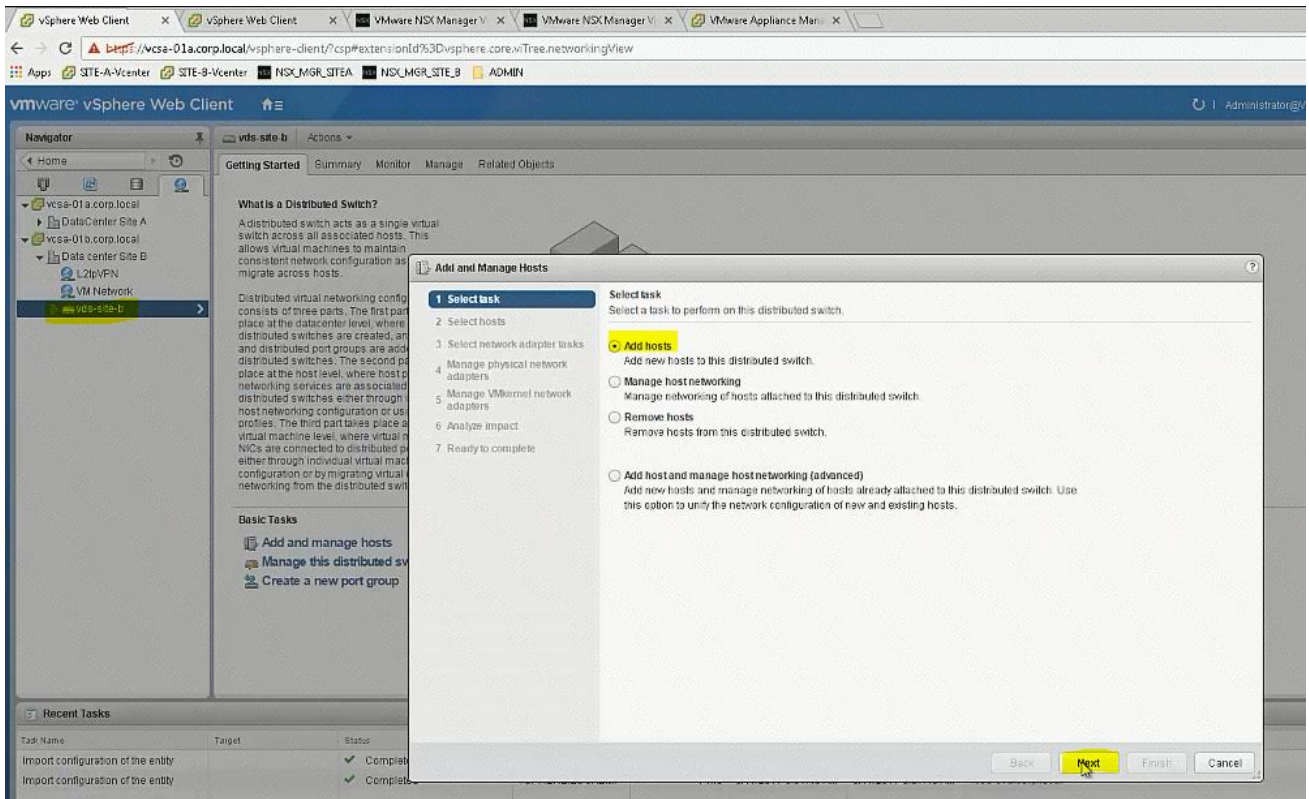 vSphere Web Client
vSphere Web Client
VMware NSX Manager V
VMware NSX Manager Vi
VMware Appliance Mana
https://vcsa-01a.corp.local/vsphere-client/?csp#extensionId%3Dvsphere.core.viTree.networkingView
Apps SITE-A-Vcenter SITE-B-Vcenter NSX_MGR_SITEA NSX_MGR_SITE_B ADMIN
vmware® vSphere Web Client
Administrator@V
Navigator
Home
vcsa-01a.corp.local
DataCenter Site A
vcsa-01b.corp.local
Data center Site B
L2IpVPN
VM Network
vds-site-b
vds-site-b Actions
Getting Started Summary Monitor Manage Related Objects
What is a Distributed Switch?
A distributed switch acts as a single virtual
switch across all associated hosts. This
allows virtual machines to maintain
consistent network configuration as
migrate across hosts.
Distributed virtual networking config
consists of three parts. The first part
place at the datacenter level, where
distributed switches are created, an
and distributed port groups are adde
distributed switches. The second pa
place at the host level, where host p
networking services are associated
distributed switches either through i
host networking configuration or us
profiles. The third part takes place a
virtual machine level, where virtual m
NICs are connected to distributed p
either through individual virtual mach
configuration or by migrating virtual
networking from the distributed swit
Basic Tasks
Add and manage hosts
Manage this distributed sw
Create a new port group
Add and Manage Hosts
1 Select task
2 Select hosts
3 Select network adapter tasks
4 Manage physical network
adapters
5 Manage VMkernel network
adapters
6 Analyze impact
7 Ready to complete
Select task
Select a task to perform on this distributed switch.
Add hosts
Add new hosts to this distributed switch.
Manage host networking
Manage networking of hosts attached to this distributed switch.
Remove hosts
Remove hosts from this distributed switch.
Add host and manage host networking (advanced)
Add new hosts and manage networking of hosts already attached to this distributed switch. Use
this option to unify the network configuration of new and existing hosts.
Back Next Finish Cancel
Recent Tasks
Task Name Target Status
Import configuration of the entity Complet
Import configuration of the entity Complete